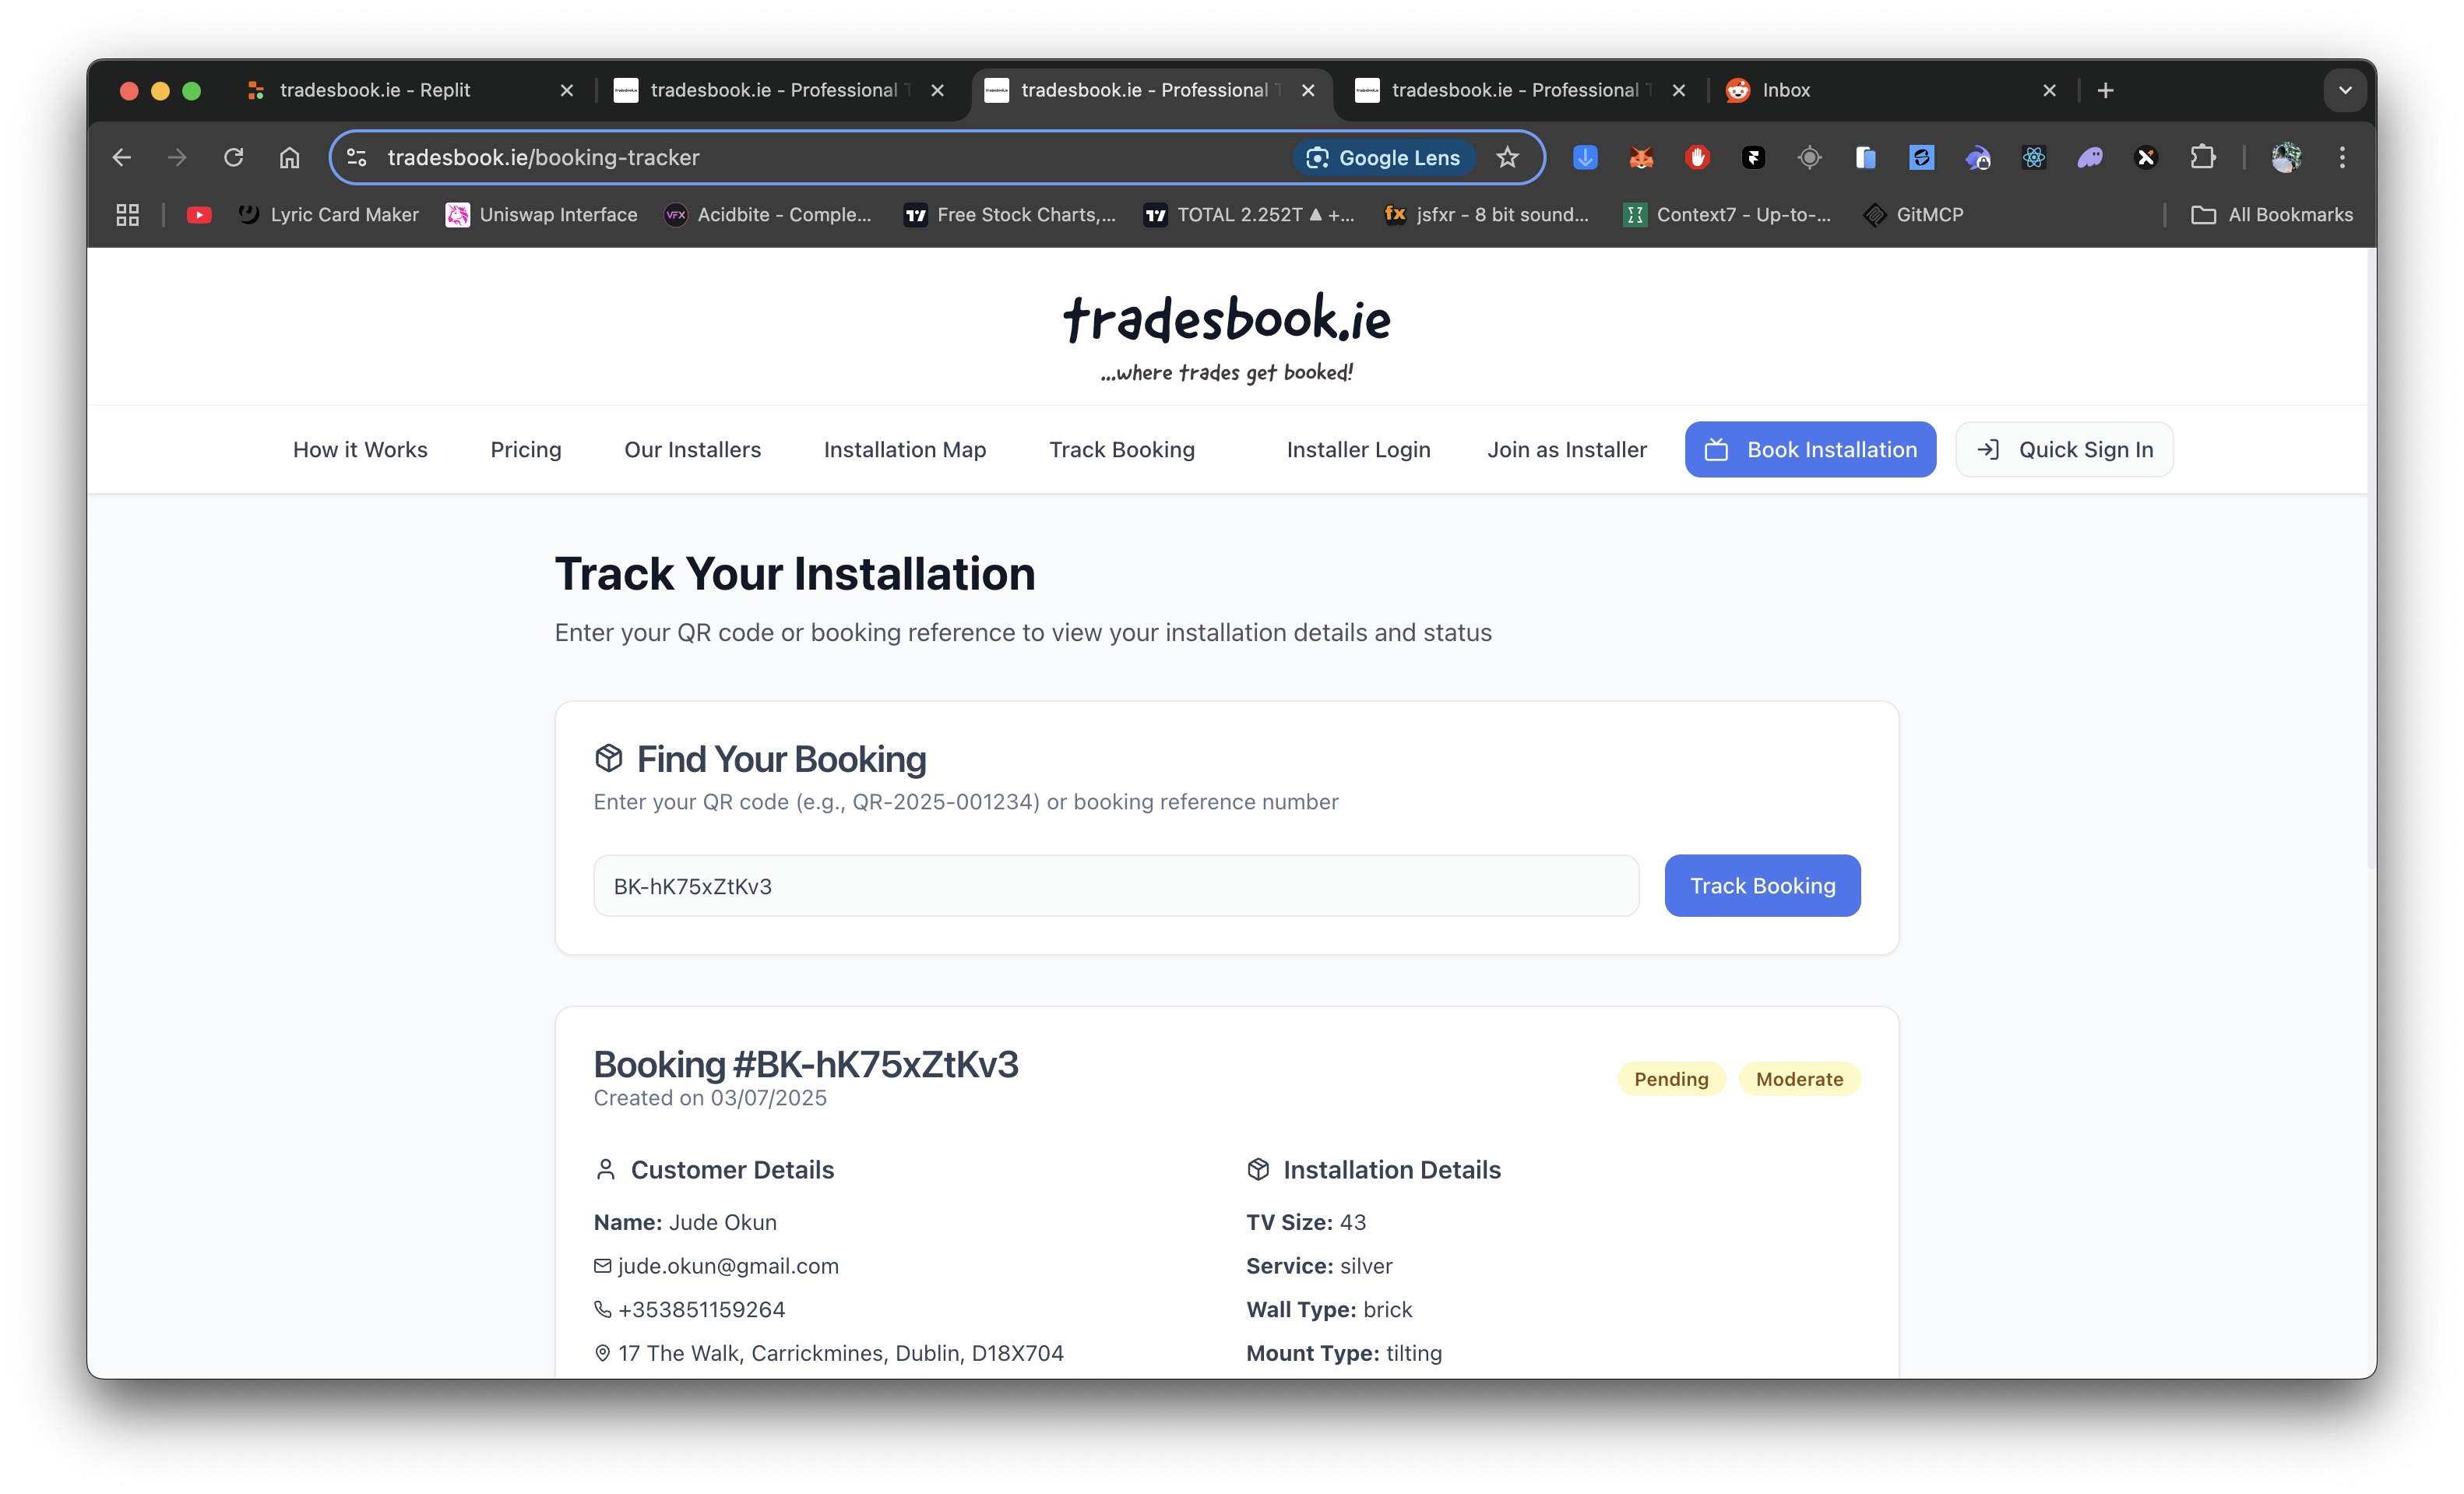 tradesbook.ie - Replit
tradesbook.ie - Professional
tradesbook.ie - Professional
tradesbook.ie - Professional
Inbox
tradesbook.ie/booking-tracker
Google Lens
Lyric Card Maker
Uniswap Interface
VFX
Acidbite - Comple...
Free Stock Charts,...
TOTAL 2.252T ▲ +...
fx
jsfxr - 8 bit sound...
Context7 - Up-to-...
GitMCP
All Bookmarks
tradesbook.ie
...where trades get booked!
How it Works
Pricing
Our Installers
Installation Map
Track Booking
Installer Login
Join as Installer
Book Installation
Quick Sign In
Track Your Installation
Enter your QR code or booking reference to view your installation details and status
Find Your Booking
Enter your QR code (e.g., QR-2025-001234) or booking reference number
BK-hK75xZtKv3
Track Booking
Booking #BK-hK75xZtKv3
Created on 03/07/2025
Pending
Moderate
Customer Details
Name: Jude Okun
jude.okun@gmail.com
+353851159264
17 The Walk, Carrickmines, Dublin, D18X704
Installation Details
TV Size: 43
Service: silver
Wall Type: brick
Mount Type: tilting